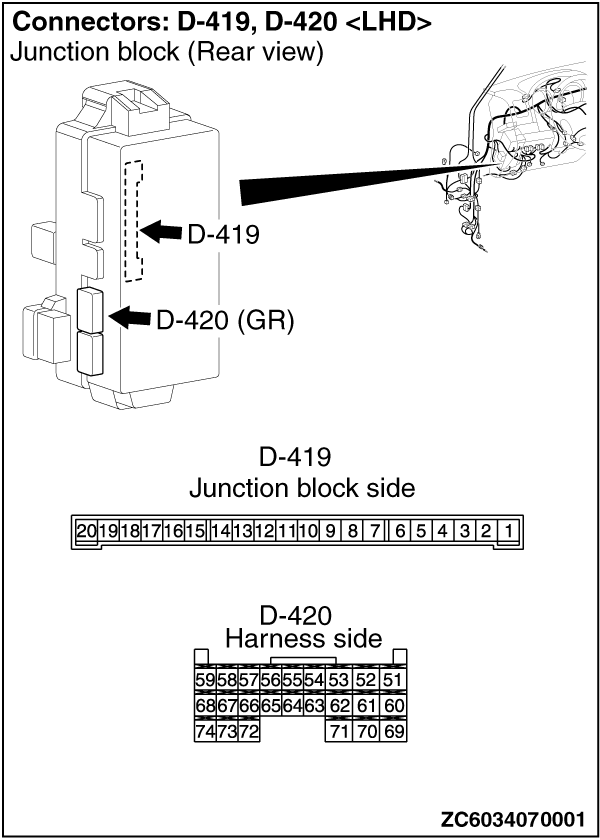 Connectors: D-419, D-420 <LHD>
Junction block (Rear view)
D-419
D-420 (GR)
D-419
Junction block side
20 19 18 17 16 15 14 13 12 11 10 9 8 7 6 5 4 3 2 1
D-420
Harness side
59 58 57 56 55 54 53 52 51
68 67 66 65 64 63 62 61 60
74 73 72 71 70 69
ZC6034070001